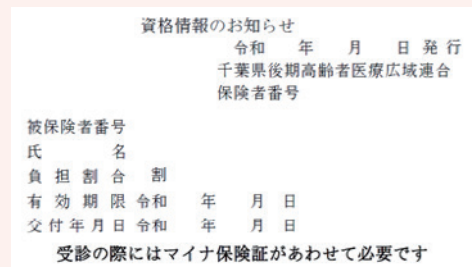 資格情報のお知らせ
令和　年　月　日 発行
千葉県後期高齢者医療広域連合
保険者番号
被保険者番号
氏　名
負担割合　割
有効期限 令和　年　月　日
交付年月日 令和　年　月　日
受診の際にはマイナ保険証があわせて必要です